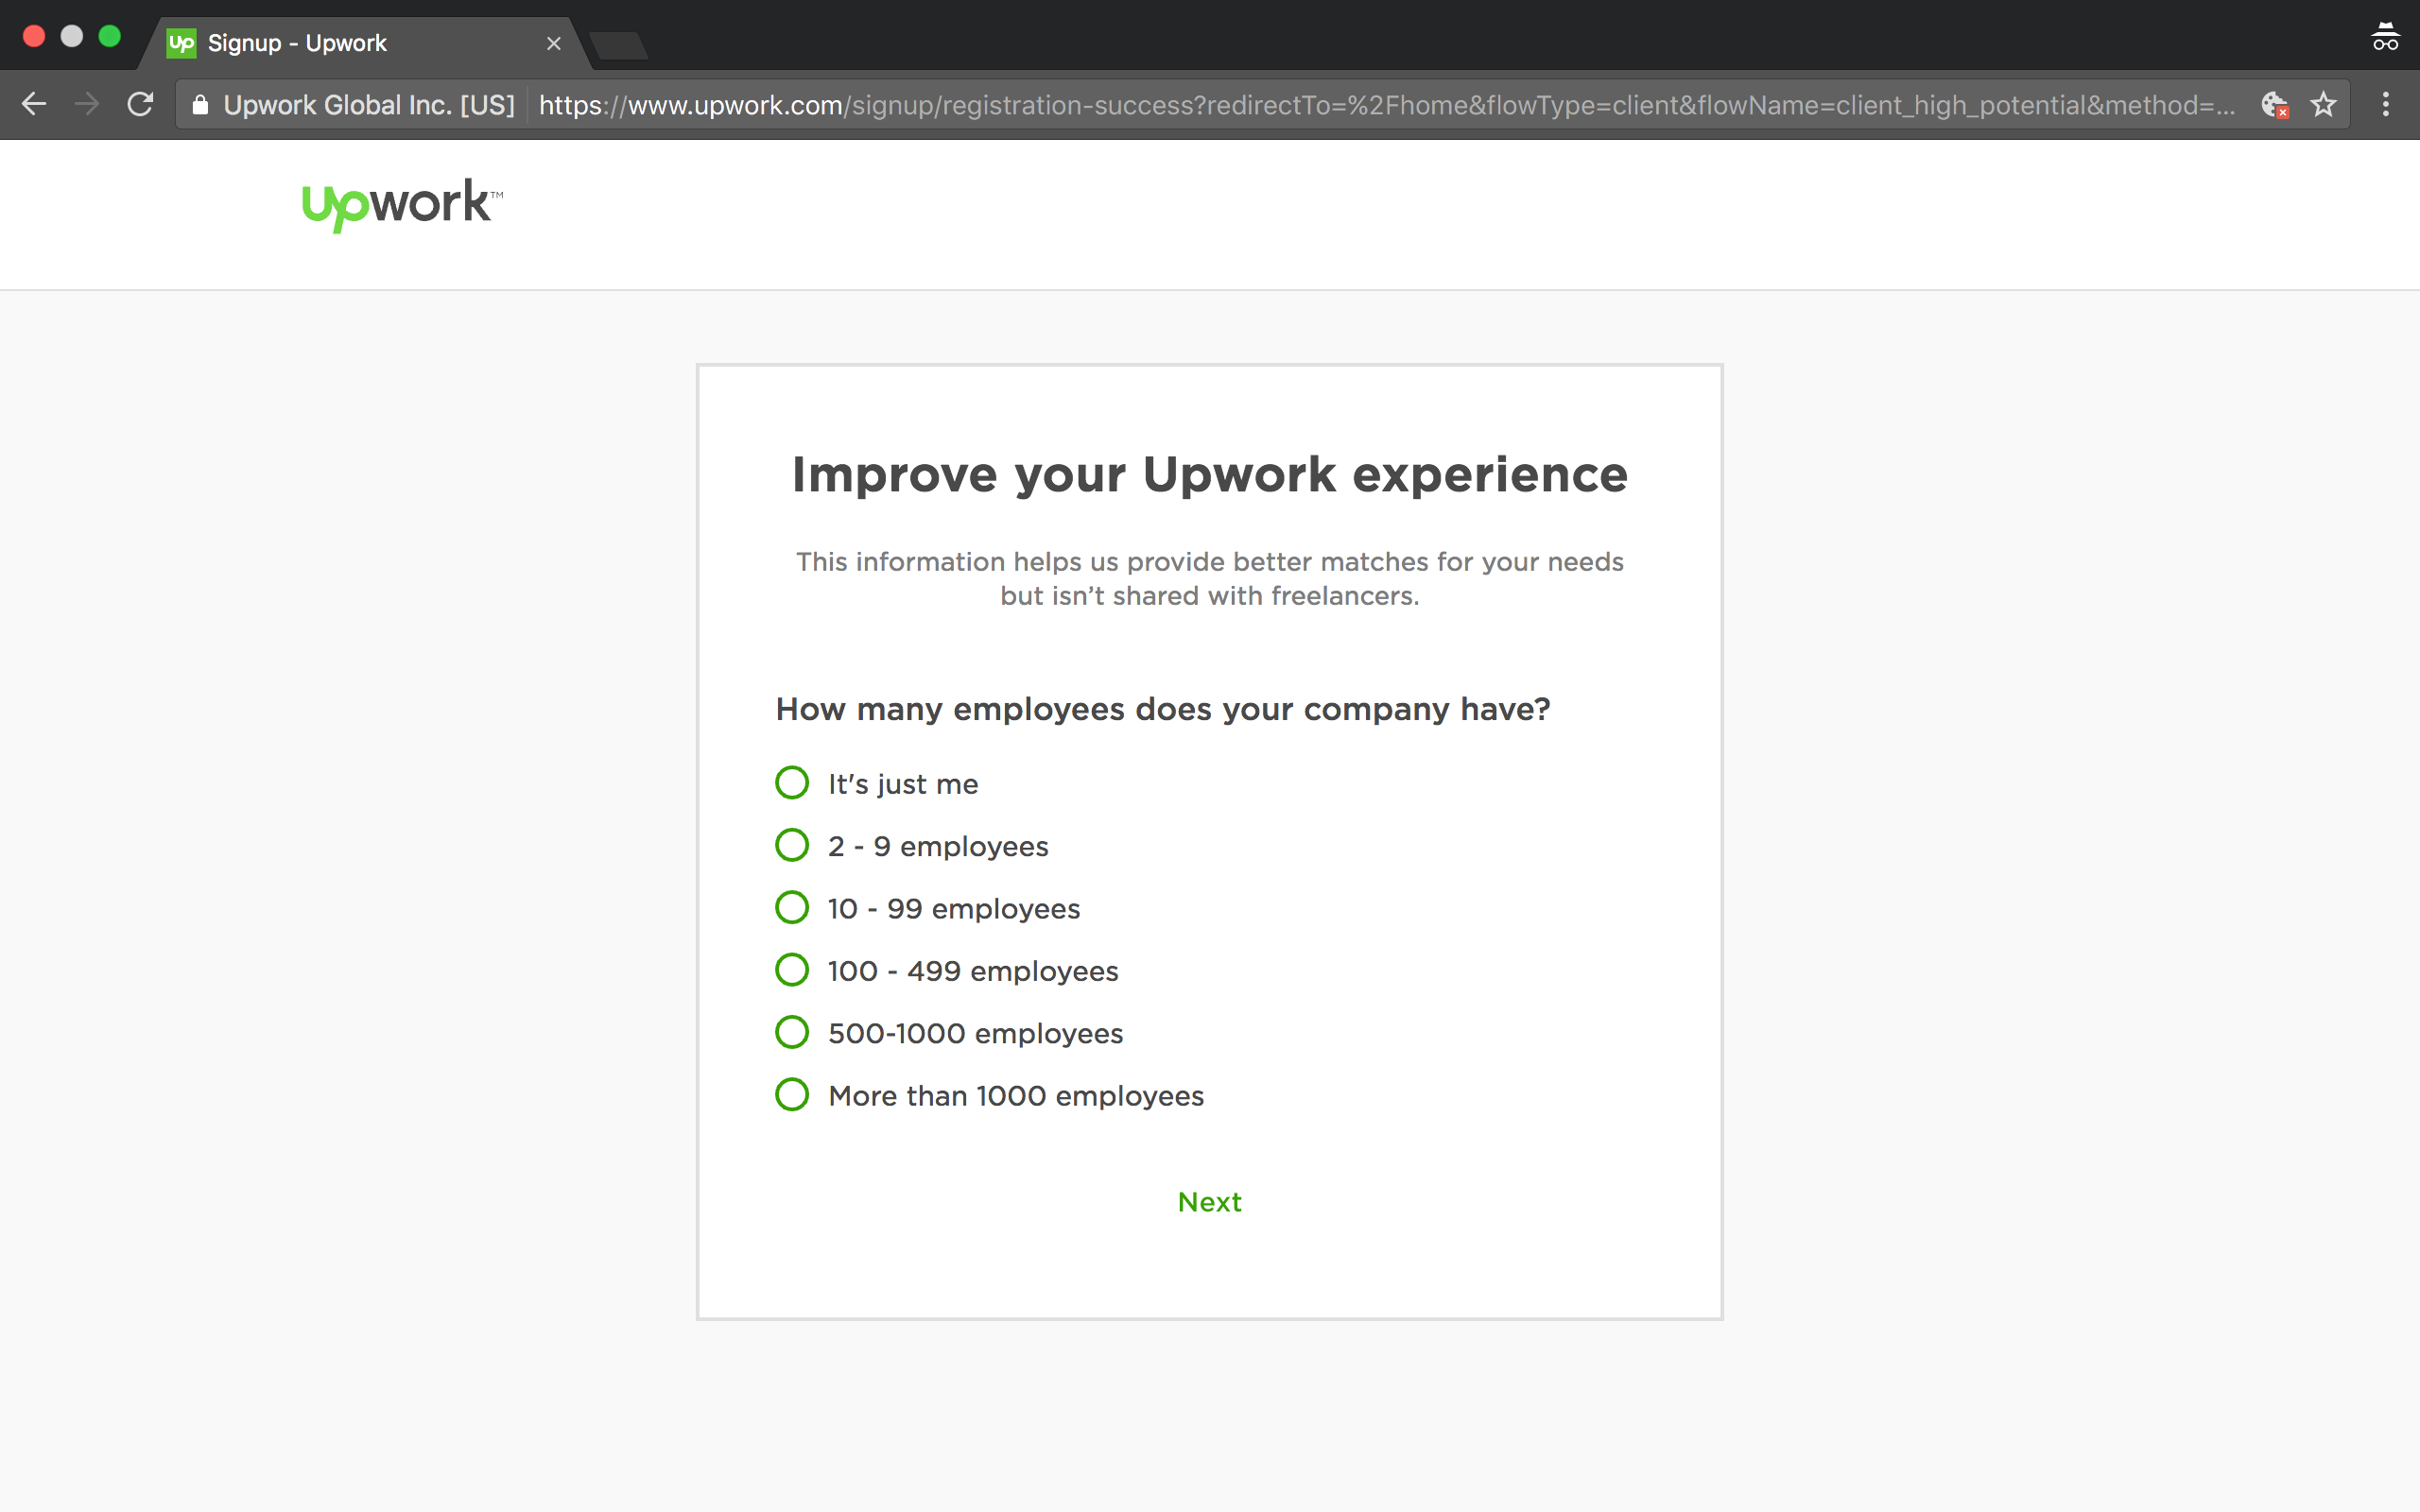 Up Signup - Upwork
Upwork Global Inc. [US] https://www.upwork.com/signup/registration-success?redirectTo=%2Fhome&flowType=client&flowName=client_high_potential&method=...
upwork™
Improve your Upwork experience
This information helps us provide better matches for your needs
but isn’t shared with freelancers.
How many employees does your company have?
It's just me
2 - 9 employees
10 - 99 employees
100 - 499 employees
500-1000 employees
More than 1000 employees
Next